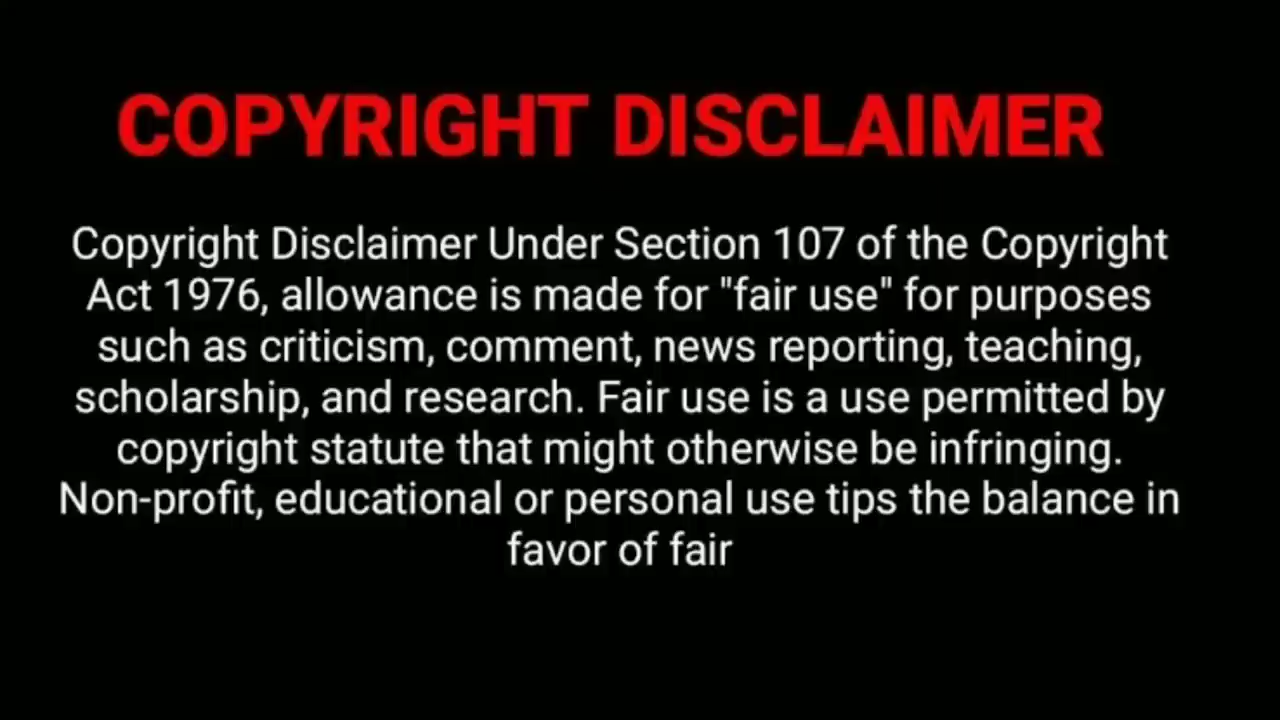 COPYRIGHT DISCLAIMER
Copyright Disclaimer Under Section 107 of the Copyright
Act 1976, allowance is made for "fair use" for purposes
such as criticism, comment, news reporting, teaching,
scholarship, and research. Fair use is a use permitted by
copyright statute that might otherwise be infringing.
Non-profit, educational or personal use tips the balance in
favor of fair